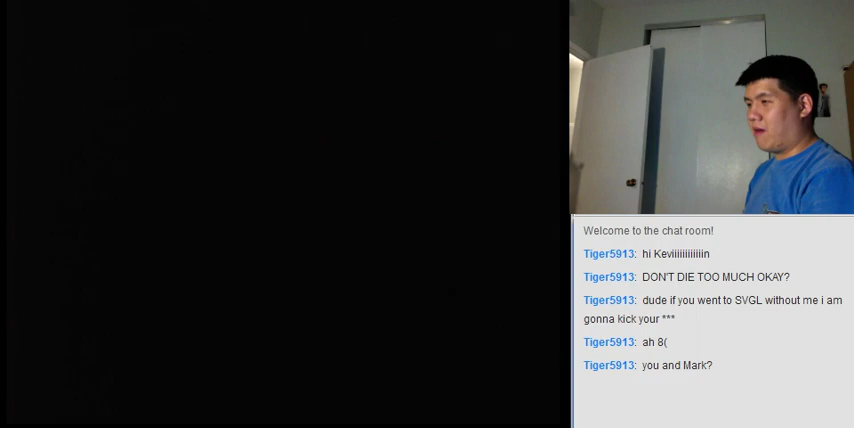 Welcome to the chat room!
Tiger5913: hi Keviiiiiiiiiiiin
Tiger5913: DON'T DIE TOO MUCH OKAY?
Tiger5913: dude if you went to SVGL without me i am
gonna kick your ***
Tiger5913: ah 8(
Tiger5913: you and Mark?